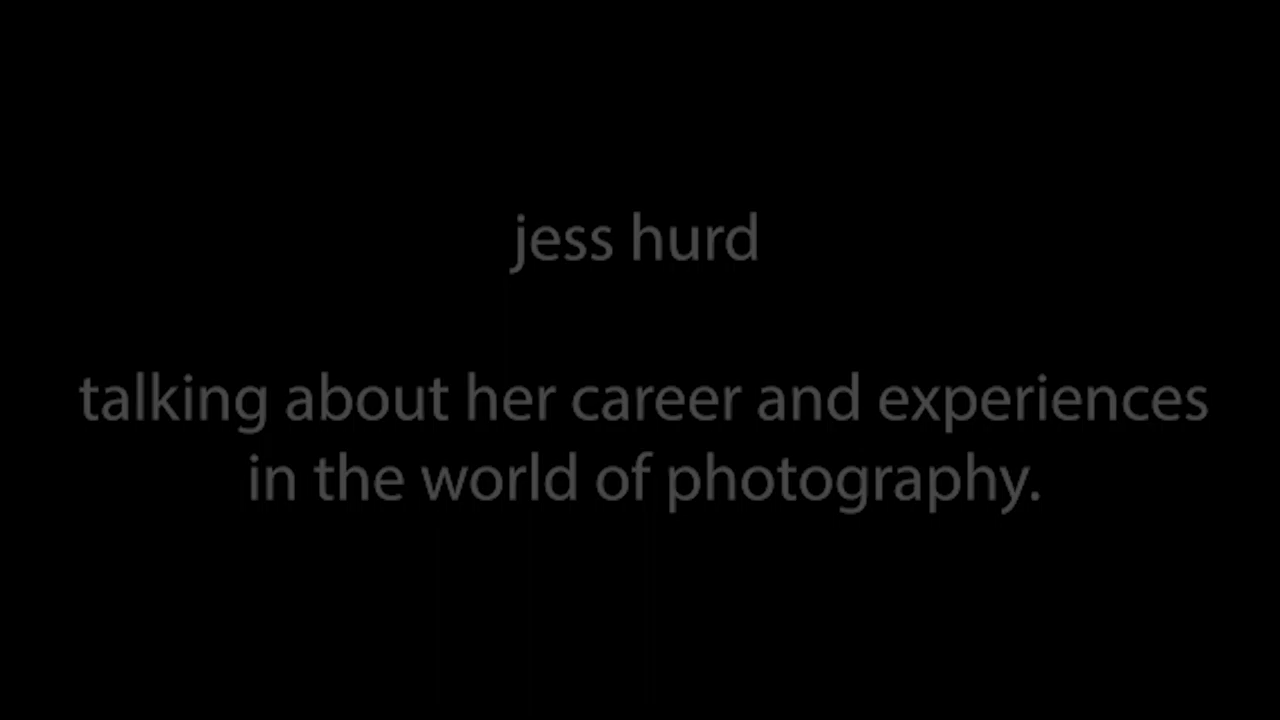 jess hurd
talking about her career and experiences
in the world of photography.